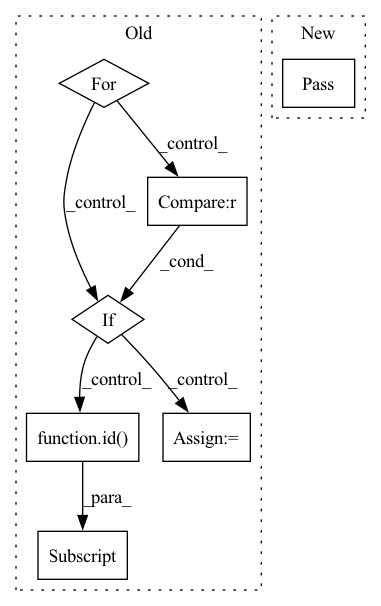 Old
New
For
Pass
_control_
_control_
Compare:r
_cond_
If
_control_
_control_
function.id()
Assign:=
_para_
Subscript